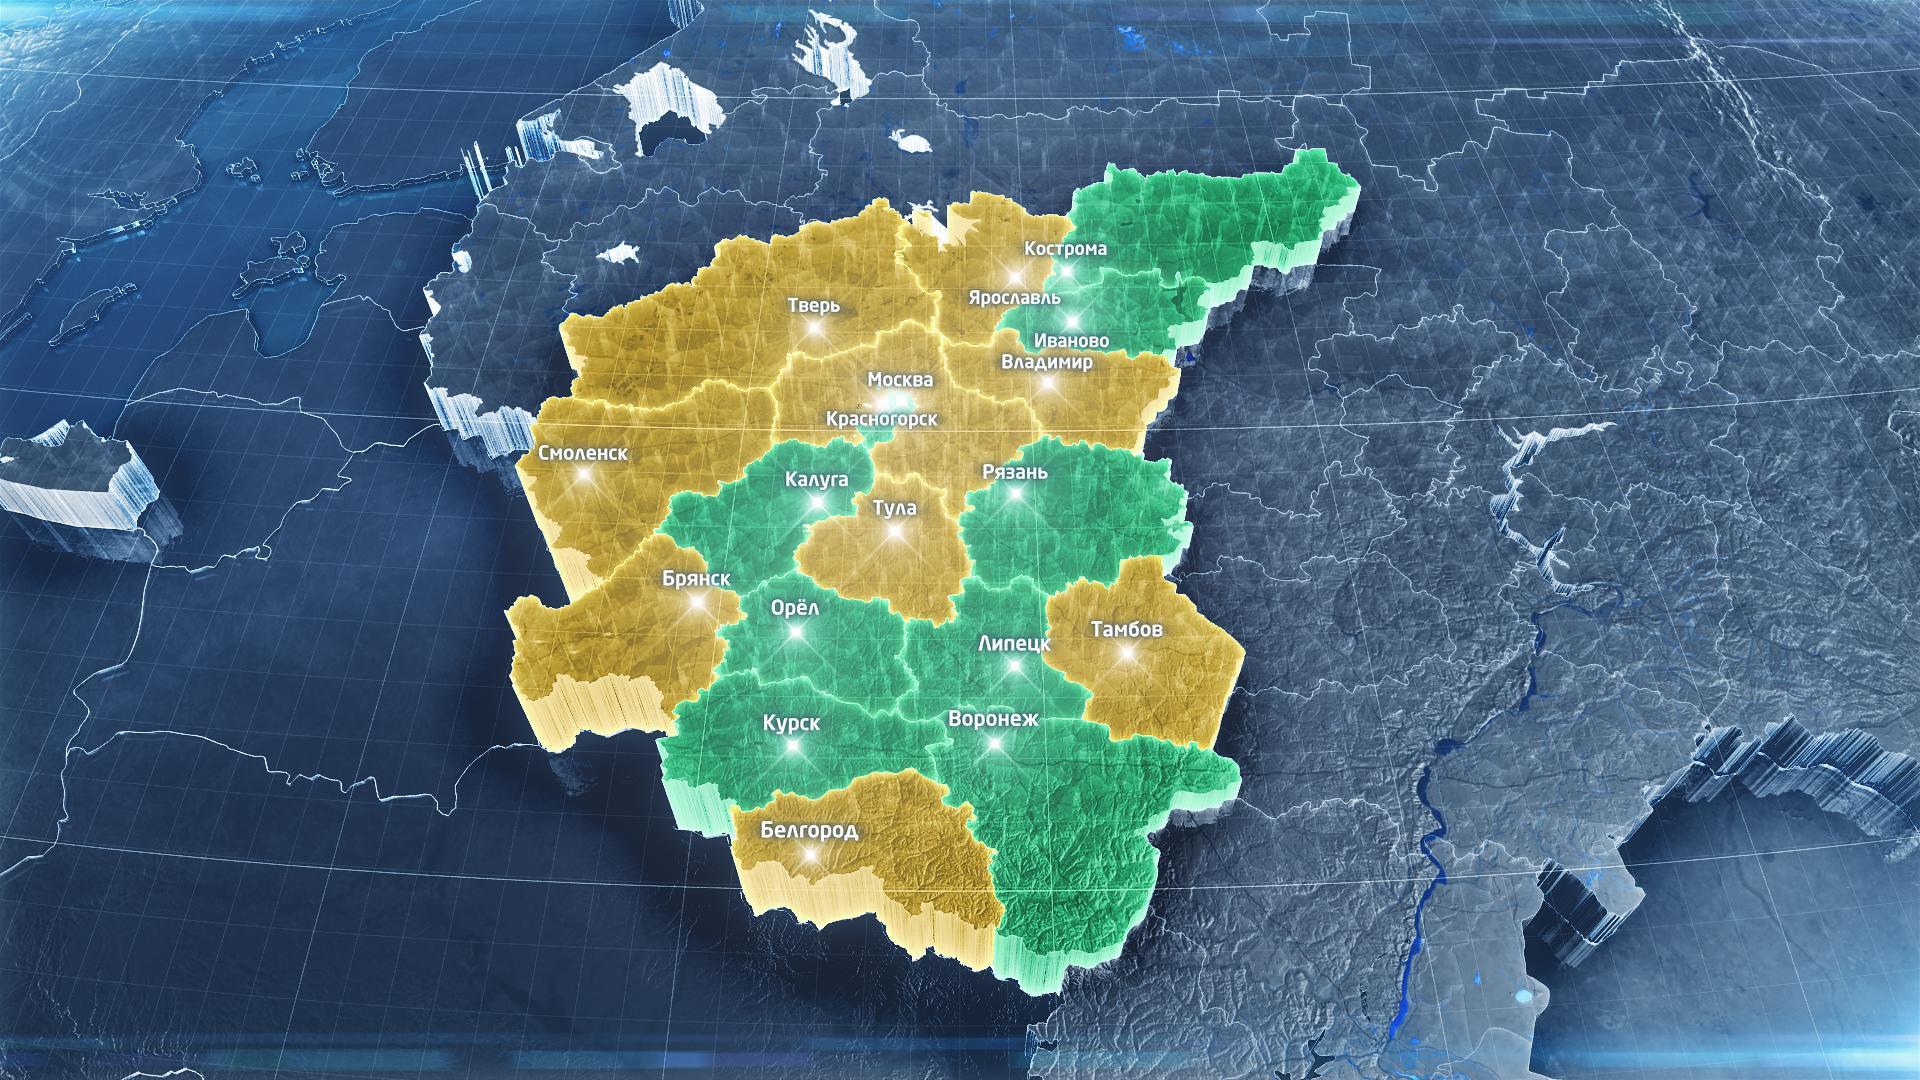 Кострома
Ярославль
Тверь
Иваново
Владимир
Москва
Красногорск
Смоленск
Калуга
Рязань
Тула
Брянск
Орёл
Липецк
Тамбов
Курск
Воронеж
Белгород